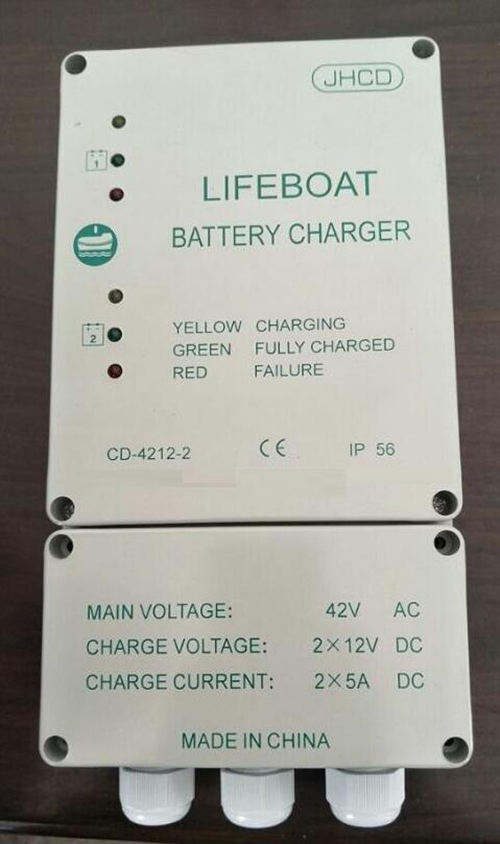 JHCD
1
LIFEBOAT
BATTERY CHARGER
2
YELLOW CHARGING
GREEN FULLY CHARGED
RED FAILURE
CD-4212-2 CE IP 56
MAIN VOLTAGE: 42V AC
CHARGE VOLTAGE: 2×12V DC
CHARGE CURRENT: 2×5A DC
MADE IN CHINA